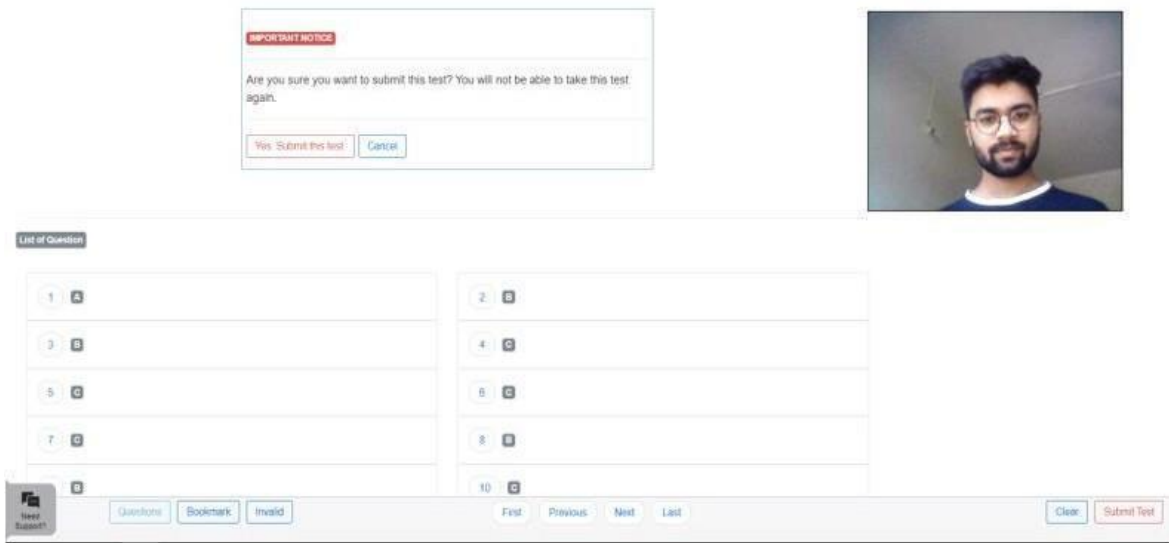 IMPORTANT NOTICE
Are you sure you want to submit this test? You will not be able to take this test
again.
Yes. Submit this test
Cancel
List of Question
1 A
2 B
3 B
4 C
5 C
6 C
7 C
8 B
B
10 C
Need
Support?
Questions
Bookmark
Invalid
First
Previous
Next
Last
Clear
Submit Test